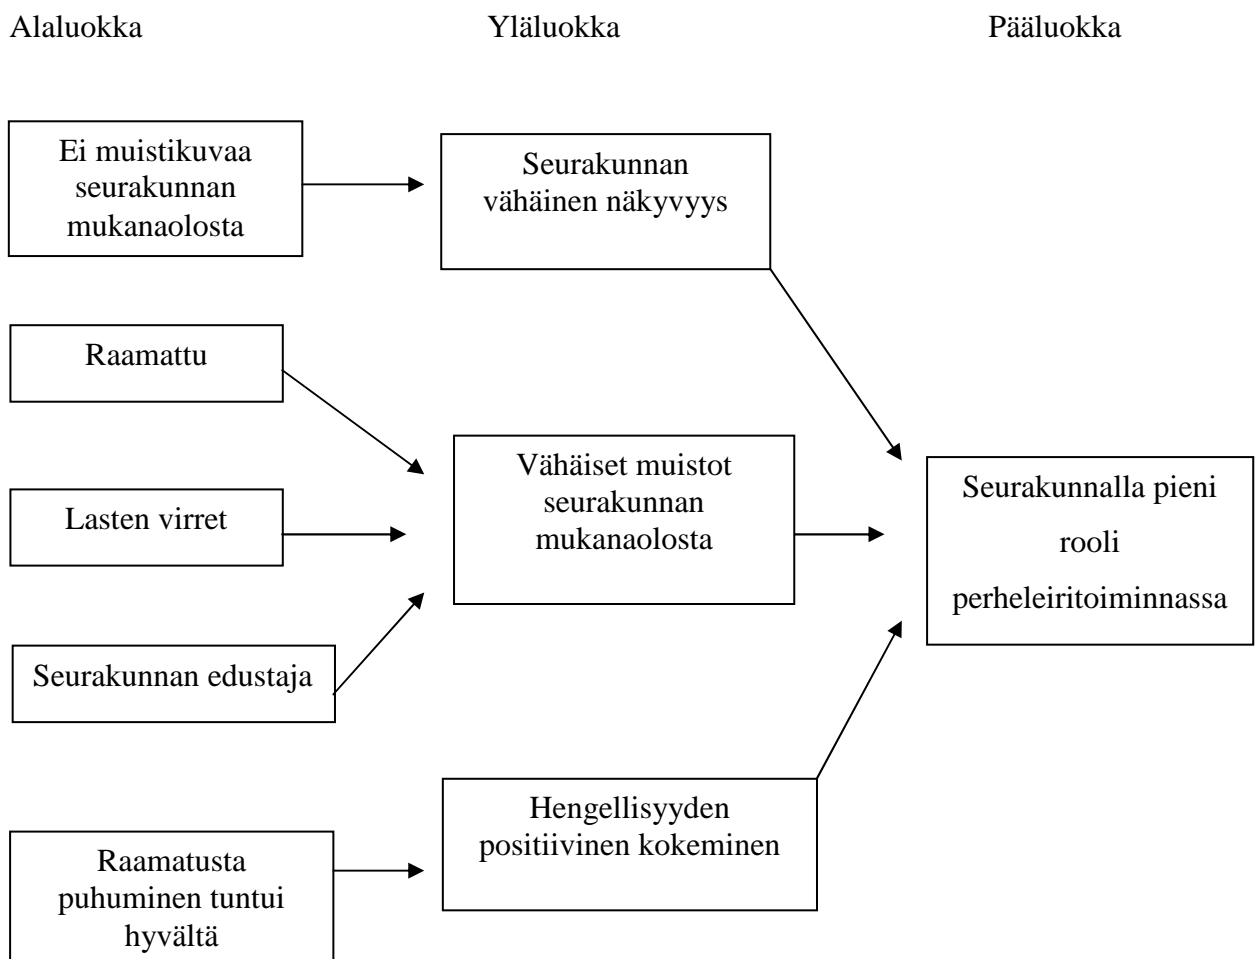 Alaluokka
Yläluokka
Pääluokka
Ei muistikuvaa
seurakunnan
mukanaolosta
Seurakunnan
vähäinen näkyvyys
Raamattu
Lasten virret
Seurakunnan edustaja
Vähäiset muistot
seurakunnan
mukanaolosta
Seurakunnalla pieni
rooli
perheleiritoiminnassa
Raamatusta
puhuminen tuntui
hyvältä
Hengellisyyden
positiivinen kokeminen